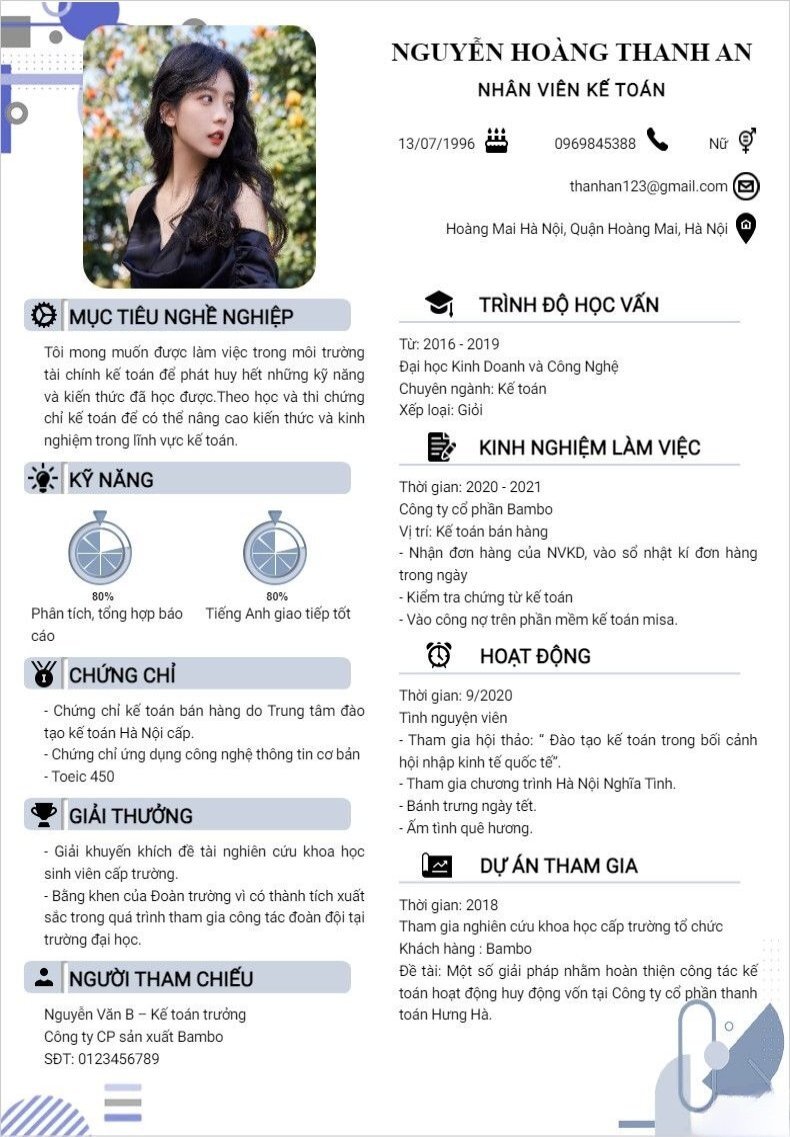 NGUYỄN HOÀNG THANH AN
NHÂN VIÊN KẾ TOÁN
13/07/1996
0969845388
Nữ
thanhan123@gmail.com
Hoàng Mai Hà Nội, Quận Hoàng Mai, Hà Nội
MỤC TIÊU NGHỀ NGHIỆP
Tôi mong muốn được làm việc trong môi trường
tài chính kế toán để phát huy hết những kỹ năng
và kiến thức đã học được.Theo học và thi chứng
chỉ kế toán để có thể nâng cao kiến thức và kinh
nghiệm trong lĩnh vực kế toán.
KỸ NĂNG
80%
Phân tích, tổng hợp báo
cáo
80%
Tiếng Anh giao tiếp tốt
CHỨNG CHỈ
- Chứng chỉ kế toán bán hàng do Trung tâm đào
tạo kế toán Hà Nội cấp.
- Chứng chỉ ứng dụng công nghệ thông tin cơ bản
- Toeic 450
GIẢI THƯỞNG
- Giải khuyến khích đề tài nghiên cứu khoa học
sinh viên cấp trường.
- Bằng khen của Đoàn trường vì có thành tích xuất
sắc trong quá trình tham gia công tác đoàn đội tại
trường đại học.
NGƯỜI THAM CHIẾU
Nguyễn Văn B – Kế toán trưởng
Công ty CP sản xuất Bambo
SĐT: 0123456789
TRÌNH ĐỘ HỌC VẤN
Từ: 2016 - 2019
Đại học Kinh Doanh và Công Nghệ
Chuyên ngành: Kế toán
Xếp loại: Giỏi
KINH NGHIỆM LÀM VIỆC
Thời gian: 2020 - 2021
Công ty cổ phần Bambo
Vị trí: Kế toán bán hàng
- Nhận đơn hàng của NVKD, vào sổ nhật kí đơn hàng
trong ngày
- Kiểm tra chứng từ kế toán
- Vào công nợ trên phần mềm kế toán misa.
HOẠT ĐỘNG
Thời gian: 9/2020
Tình nguyện viên
- Tham gia hội thảo: “ Đào tạo kế toán trong bối cảnh
hội nhập kinh tế quốc tế”.
- Tham gia chương trình Hà Nội Nghĩa Tình.
- Bánh trưng ngày tết.
- Ấm tình quê hương.
DỰ ÁN THAM GIA
Thời gian: 2018
Tham gia nghiên cứu khoa học cấp trường tổ chức
Khách hàng : Bambo
Đề tài: Một số giải pháp nhằm hoàn thiện công tác kế
toán hoạt động huy động vốn tại Công ty cổ phần thanh
toán Hưng Hà.